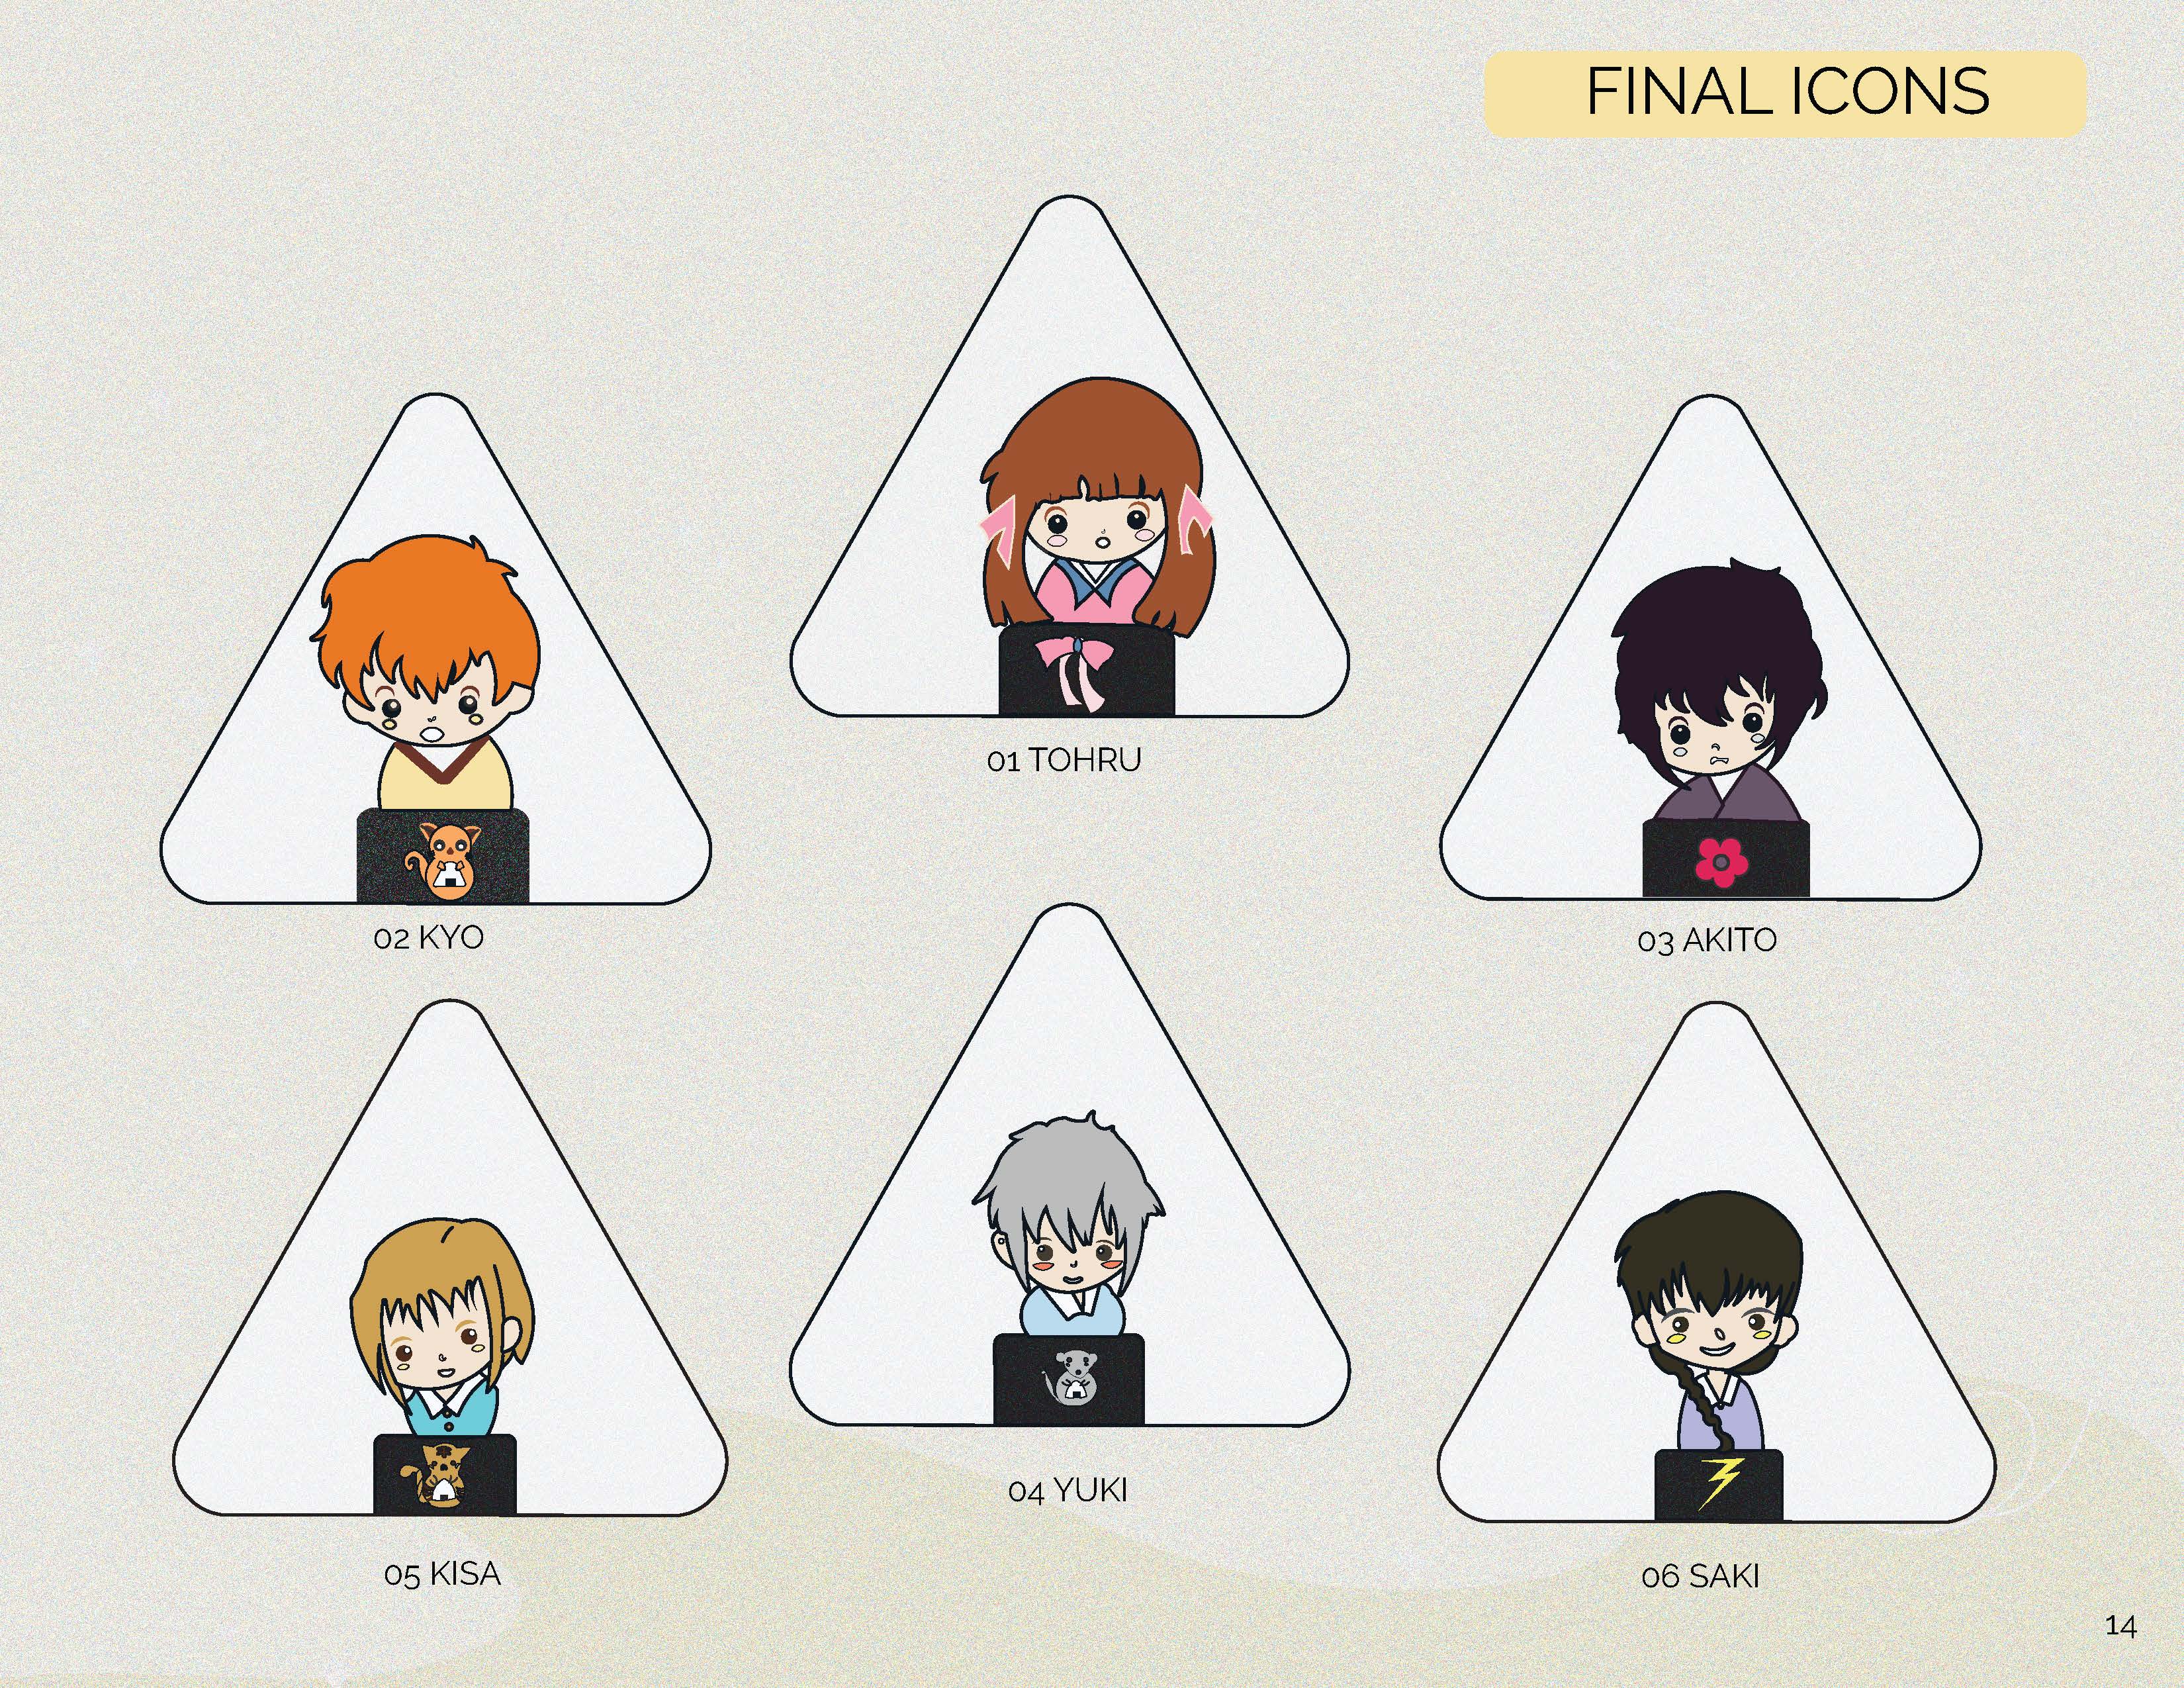 FINAL ICONS
01 TOHRU
02 KYO
03 AKITO
04 YUKI
05 KISA
06 SAKI
14